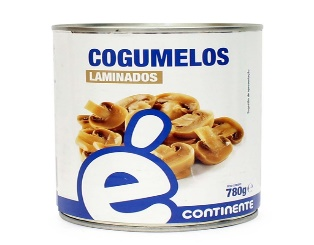 COGUMELOS
LAMINADOS
é
780g
CONTINENTE